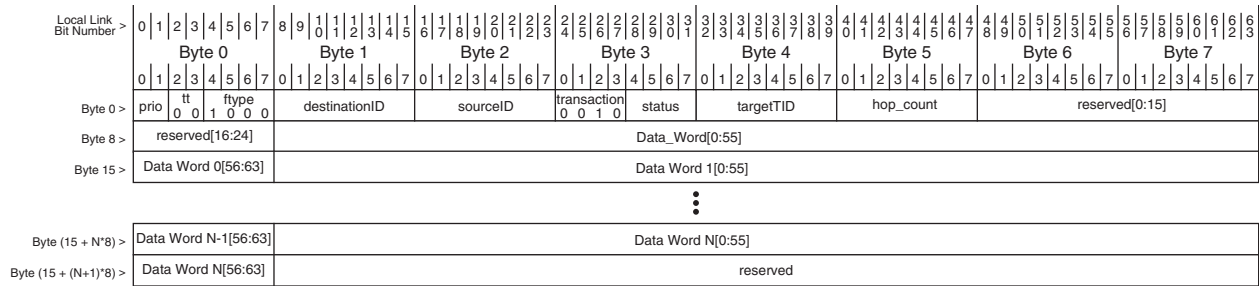 Local Link Bit Number > 0 1 2 3 4 5 6 7 8 9 10 11 12 13 14 15 16 17 18 19 20 21 22 23 24 25 26 27 28 29 30 31 32 33 34 35 36 37 38 39 40 41 42 43 44 45 46 47 48 49 50 51 52 53 54 55 56 57 58 59 60 61 62 63
Byte 0 Byte 1 Byte 2 Byte 3 Byte 4 Byte 5 Byte 6 Byte 7
0 1 2 3 4 5 6 7 0 1 2 3 4 5 6 7 0 1 2 3 4 5 6 7 0 1 2 3 4 5 6 7 0 1 2 3 4 5 6 7 0 1 2 3 4 5 6 7 0 1 2 3 4 5 6 7 0 1 2 3 4 5 6 7
Byte 0 > prio tt 0 0 ftype 1 0 0 0 destinationID sourceID transaction 0 0 1 0 status targetTID hop_count reserved[0:15]
Byte 8 > reserved[16:24] Data_Word[0:55]
Byte 15 > Data Word 0[56:63] Data Word 1[0:55]
Byte (15 + N*8) > Data Word N-1[56:63] Data Word N[0:55]
Byte (15 + (N+1)*8) > Data Word N[56:63] reserved